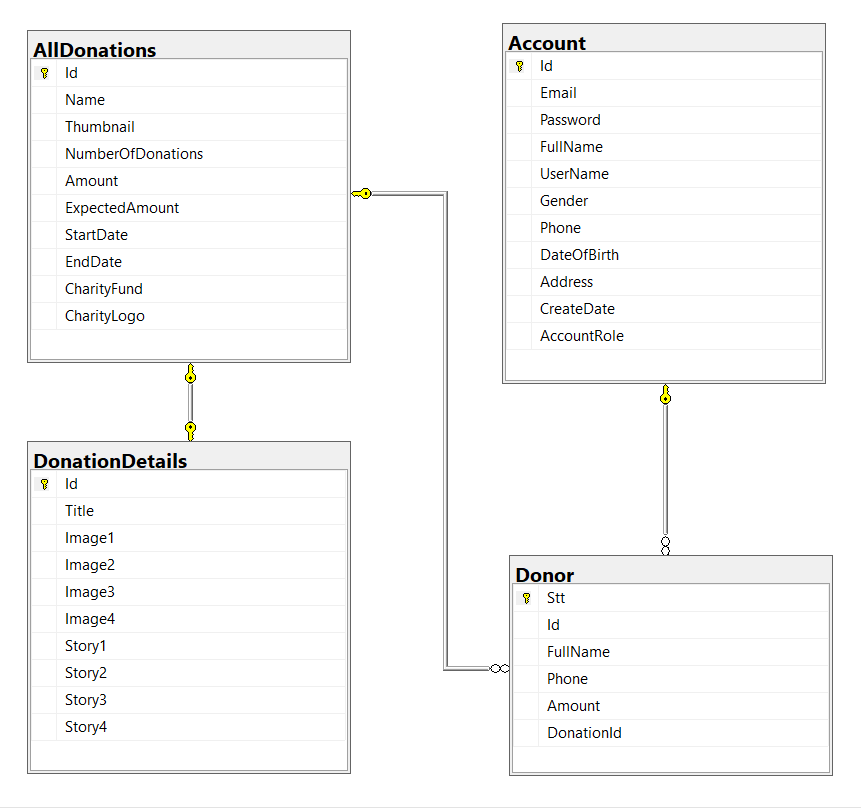 AllDonations
Id
Name
Thumbnail
NumberOfDonations
Amount
ExpectedAmount
StartDate
EndDate
CharityFund
CharityLogo
Account
Id
Email
Password
FullName
UserName
Gender
Phone
DateOfBirth
Address
CreateDate
AccountRole
DonationDetails
Id
Title
Image1
Image2
Image3
Image4
Story1
Story2
Story3
Story4
Donor
Stt
Id
FullName
Phone
Amount
DonationId